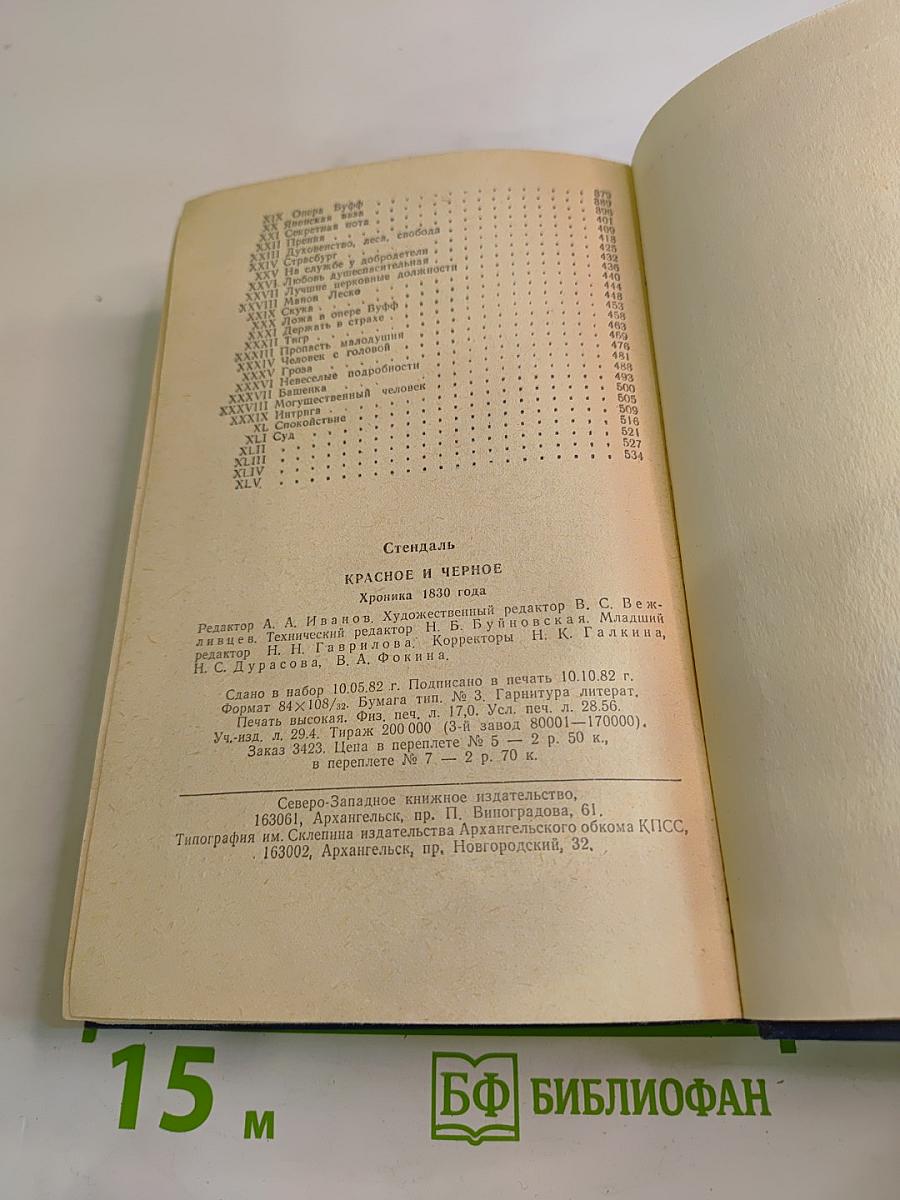 XIX Опера Буфф . . . 379
XX Японская ваза . . . 389
XXI Секретная нота . . .
XXII Прения . . . 401
XXIII Духовенство, леса, свобода . . . 409
XXIV Страсбург . . . 418
XXV На службе у добродетели . . . 425
XXVI Любовь душеспасительная . . . 432
XXVII Лучшие церковные должности . . . 436
XXVIII Манон Леско . . . 440
XXIX Скука . . . 444
XXX Ложа в опере Буфф . . . 448
XXXI Держать в страхе . . . 453
XXXII Тигр . . . 458
XXXIII Пропасть малодушия . . . 463
XXXIV Человек с головой . . . 469
XXXV Гроза . . . 476
XXXVI Невеселые подробности . . . 481
XXXVII Башенка . . . 488
XXXVIII Могущественный человек . . . 493
XXXIX Интрига . . . 500
XL Спокойствие . . . 505
XLI Суд . . . 509
XLII . . . 516
XLIII . . . 521
XLIV . . . 527
XLV . . . 534
Стендаль
КРАСНОЕ И ЧЕРНОЕ
Хроника 1830 года
Редактор А. А. Иванов. Художественный редактор В. С. Веж-
ливцев. Технический редактор Н. Б. Буйновская. Младший
редактор Н. Н. Гаврилова. Корректоры Н. К. Галкина,
Н. С. Дурасова, В. А. Фокина.
Сдано в набор 10.05.82 г. Подписано в печать 10.10.82 г.
Формат 84×108/32. Бумага тип. № 3. Гарнитура литерат.
Печать высокая. Физ. печ. л. 17,0. Усл. печ. л. 28.56.
Уч.-изд. л. 29.4. Тираж 200 000 (3-й завод 80001—170000).
Заказ 3423. Цена в переплете № 5 — 2 р. 50 к.,
в переплете № 7 — 2 р. 70 к.
Северо-Западное книжное издательство,
163061, Архангельск, пр. П. Виноградова, 61.
Типография им. Склепина издательства Архангельского обкома КПСС,
163002, Архангельск, пр. Новгородский, 32.
15 м
БФ БИБЛИОФАН